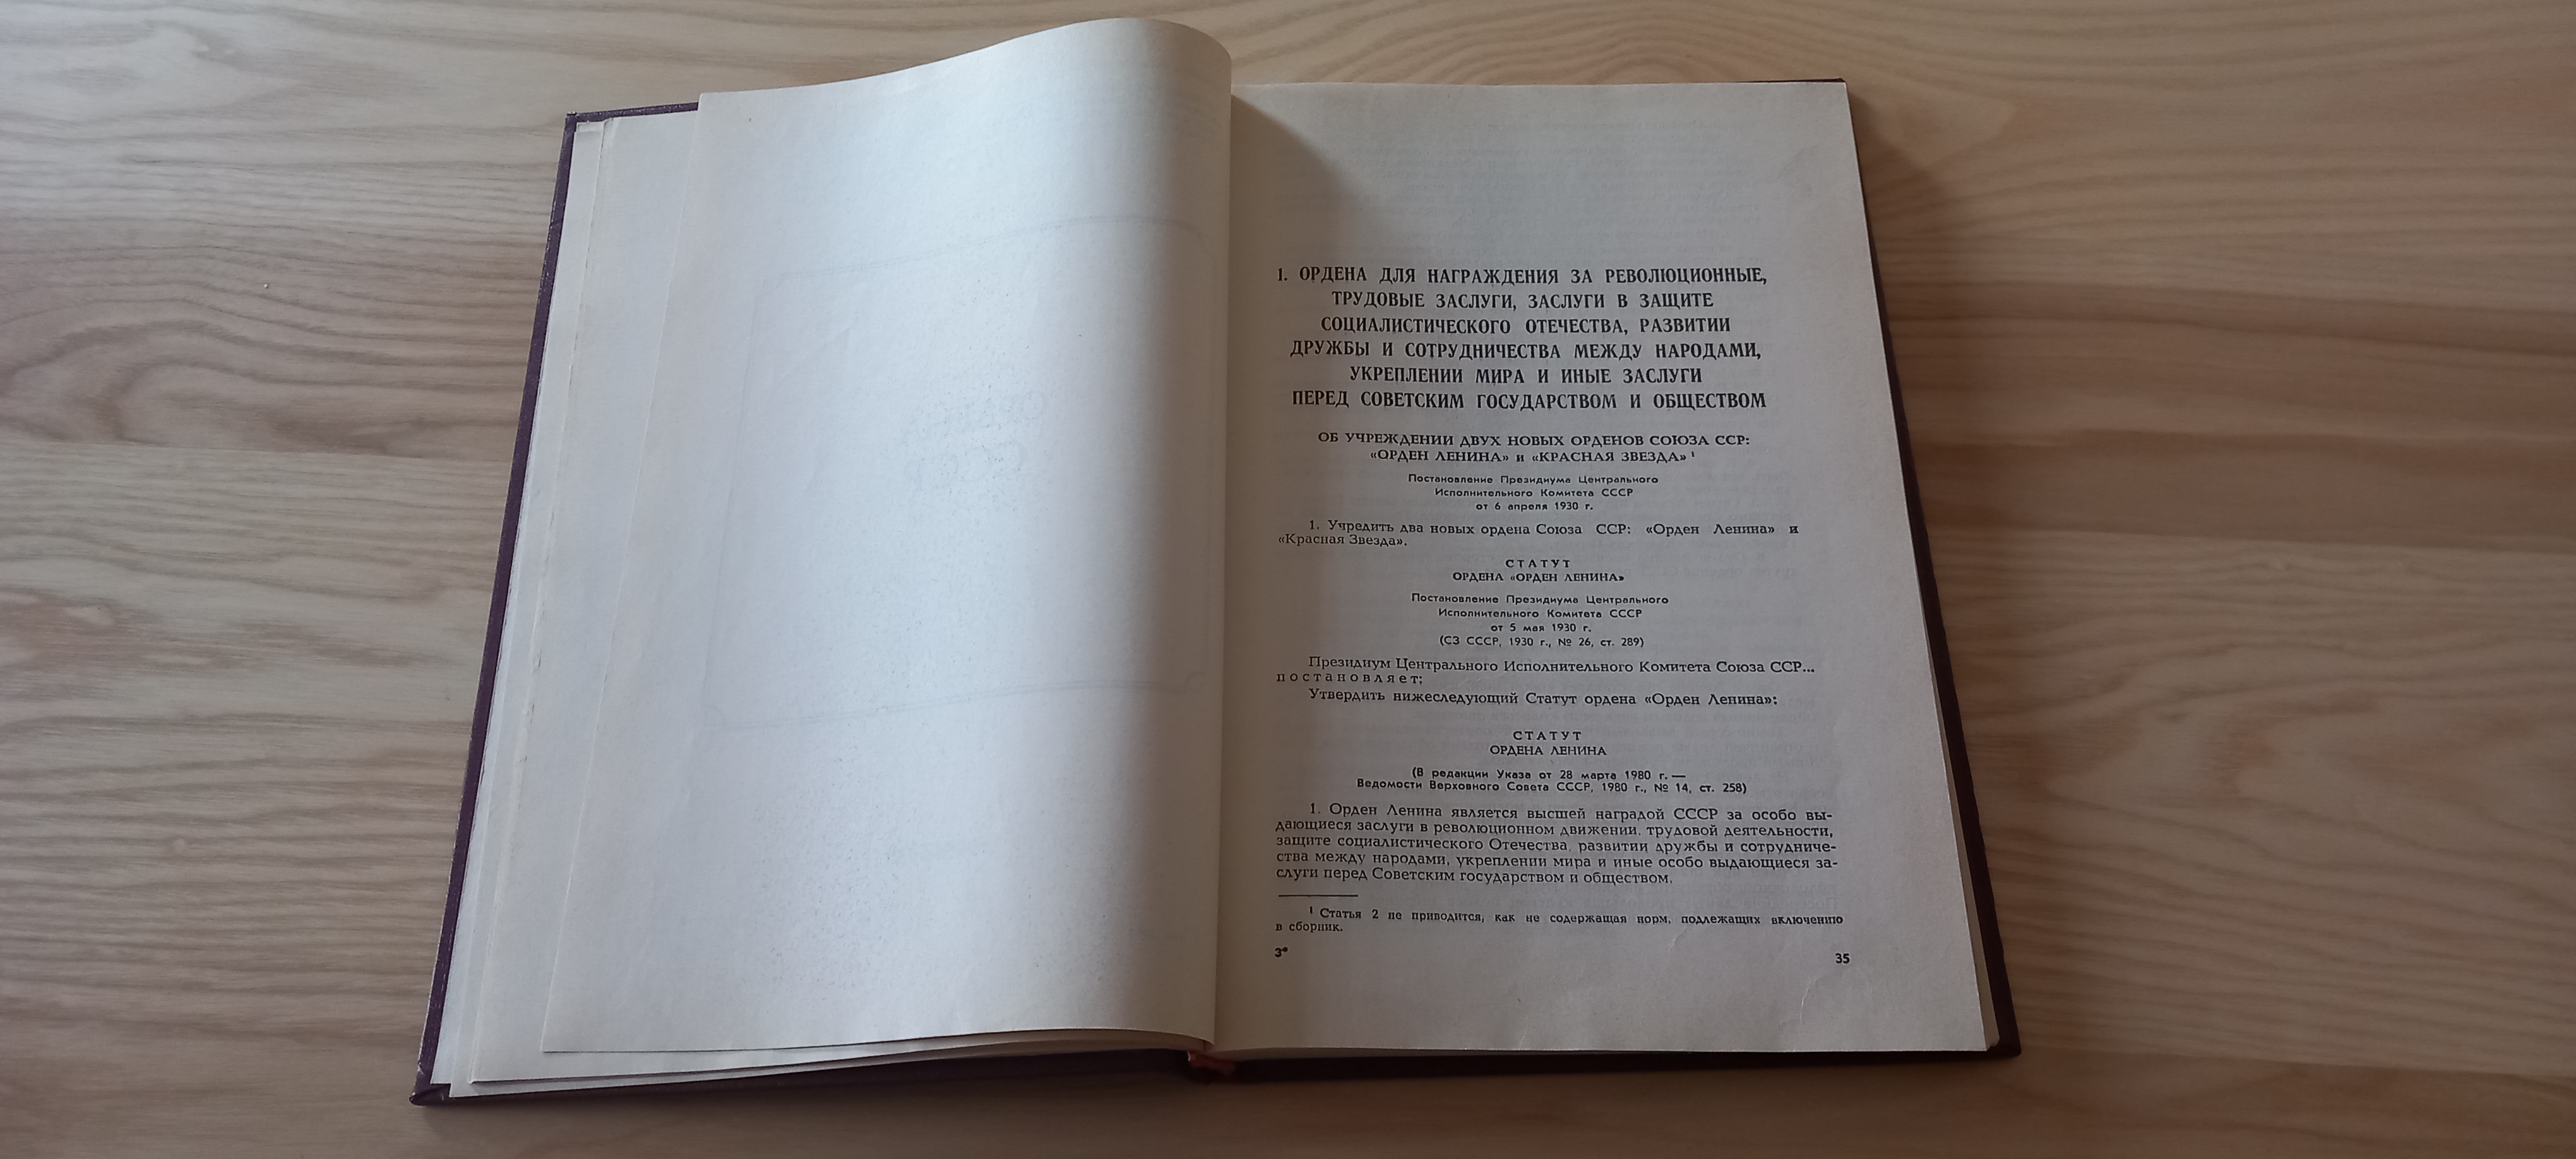 1. ОРДЕНА ДЛЯ НАГРАЖДЕНИЯ ЗА РЕВОЛЮЦИОННЫЕ,
ТРУДОВЫЕ ЗАСЛУГИ, ЗАСЛУГИ В ЗАЩИТЕ
СОЦИАЛИСТИЧЕСКОГО ОТЕЧЕСТВА, РАЗВИТИИ
ДРУЖБЫ И СОТРУДНИЧЕСТВА МЕЖДУ НАРОДАМИ,
УКРЕПЛЕНИИ МИРА И ИНЫЕ ЗАСЛУГИ
ПЕРЕД СОВЕТСКИМ ГОСУДАРСТВОМ И ОБЩЕСТВОМ
ОБ УЧРЕЖДЕНИИ ДВУХ НОВЫХ ОРДЕНОВ СОЮЗА ССР:
«ОРДЕН ЛЕНИНА» и «КРАСНАЯ ЗВЕЗДА» ¹
Постановление Президиума Центрального
Исполнительного Комитета СССР
от 6 апреля 1930 г.
1. Учредить два новых ордена Союза ССР: «Орден Ленина» и
«Красная Звезда».
СТАТУТ
ОРДЕНА «ОРДЕН ЛЕНИНА»
Постановление Президиума Центрального
Исполнительного Комитета СССР
от 5 мая 1930 г.
(СЗ СССР, 1930 г., № 26, ст. 289)
Президиум Центрального Исполнительного Комитета Союза ССР...
постановляет:
Утвердить нижеследующий Статут ордена «Орден Ленина»:
СТАТУТ
ОРДЕНА ЛЕНИНА
(В редакции Указа от 28 марта 1980 г. —
Ведомости Верховного Совета СССР, 1980 г., № 14, ст. 258)
1. Орден Ленина является высшей наградой СССР за особо вы-
дающиеся заслуги в революционном движении, трудовой деятельности,
защите социалистического Отечества, развитии дружбы и сотрудниче-
ства между народами, укреплении мира и иные особо выдающиеся за-
слуги перед Советским государством и обществом.
¹ Статья 2 не приводится, как не содержащая норм, подлежащих включению
в сборник.
3*
35